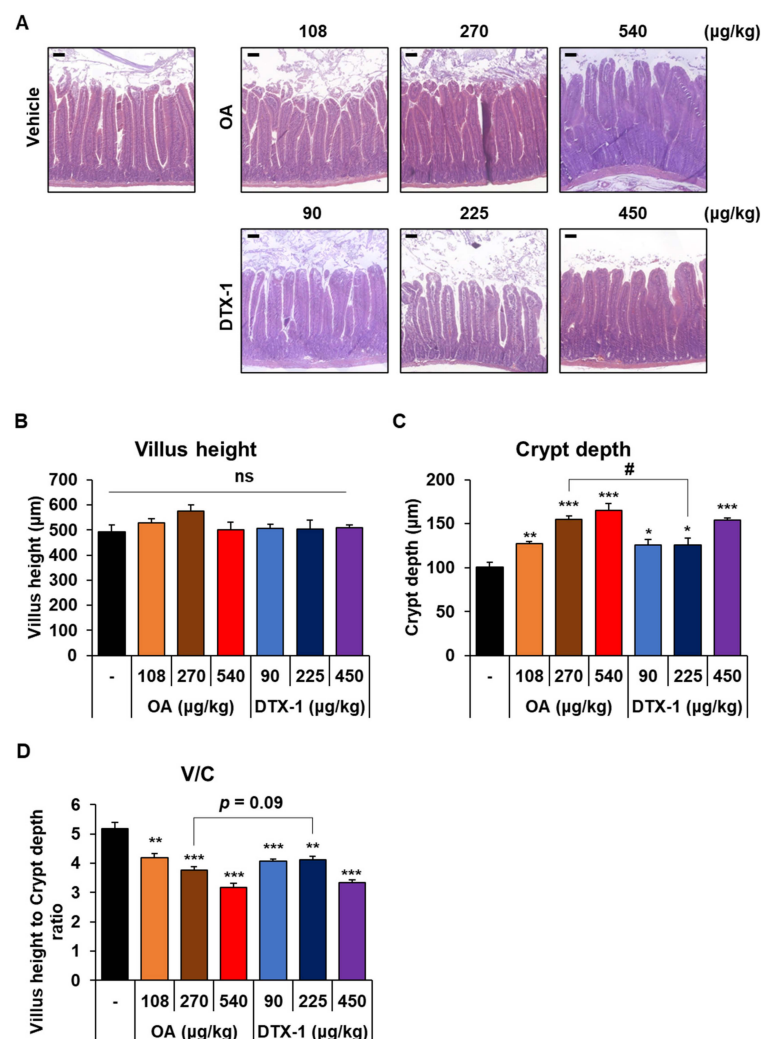 A
108 270 540 (µg/kg)
Vehicle
OA
90 225 450 (µg/kg)
DTX-1
B
Villus height
ns
Villus height (µm)
700
600
500
400
300
200
100
0
- 108 270 540 90 225 450
OA (µg/kg) DTX-1 (µg/kg)
C
Crypt depth
#
Crypt depth (µm)
200
150
100
50
0
** *** *** * * ***
- 108 270 540 90 225 450
OA (µg/kg) DTX-1 (µg/kg)
D
V/C
p = 0.09
Villus height to Crypt depth
ratio
6
5
4
3
2
1
0
** *** *** *** ** ***
- 108 270 540 90 225 450
OA (µg/kg) DTX-1 (µg/kg)